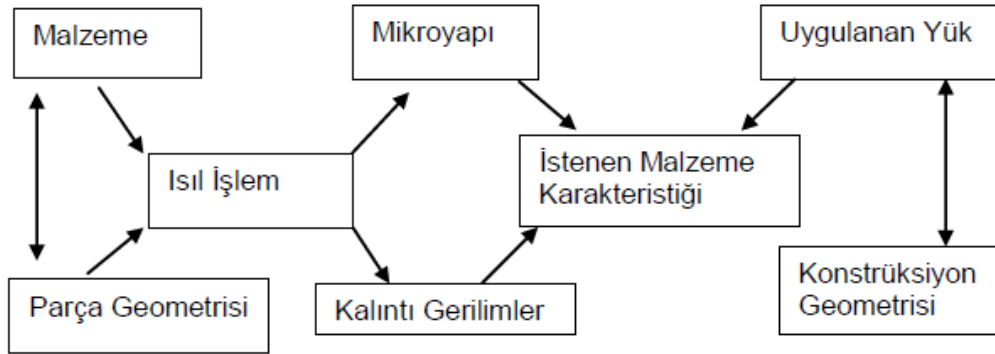 Malzeme
Mikroyapı
Uygulanan Yük
Isıl İşlem
İstenen Malzeme
Karakteristiği
Parça Geometrisi
Kalıntı Gerilimler
Konstrüksiyon
Geometrisi